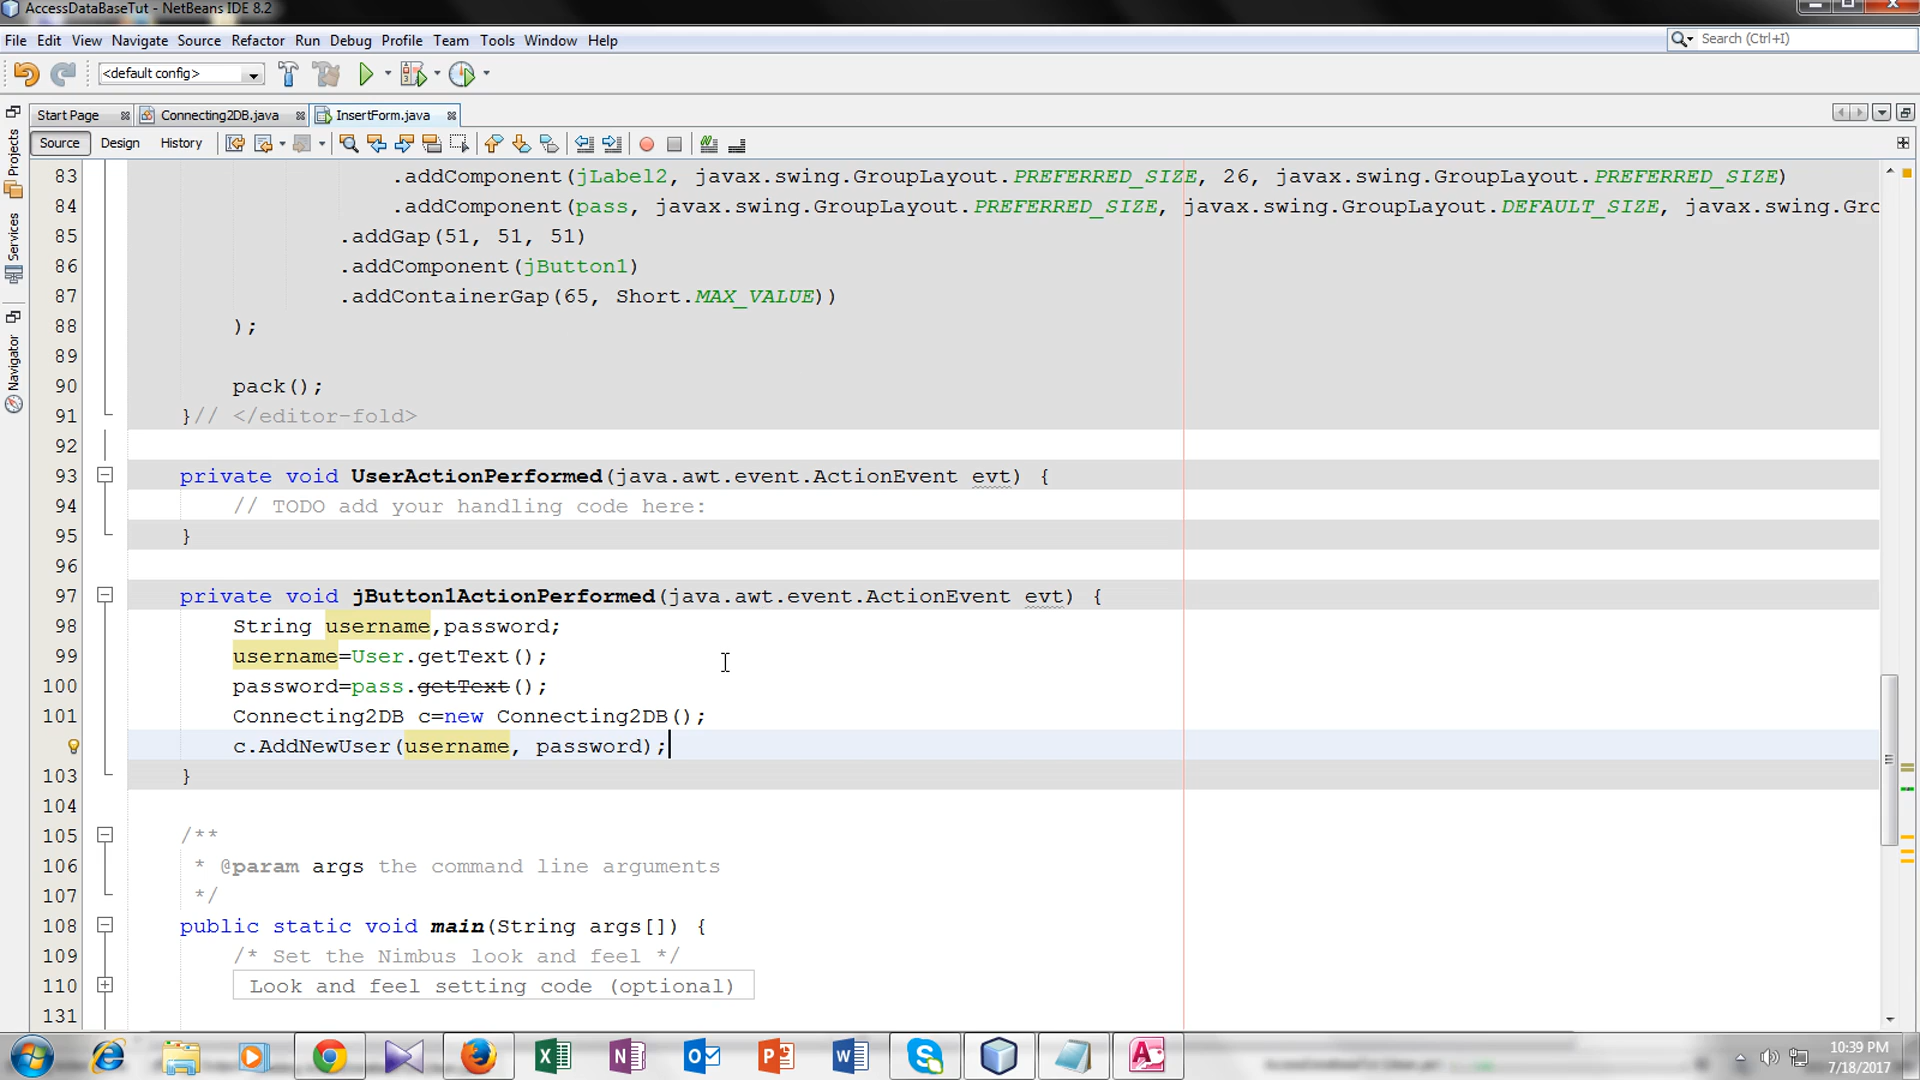 AccessDataBaseTut - NetBeans IDE 8.2
File Edit View Navigate Source Refactor Run Debug Profile Team Tools Window Help
Search (Ctrl+I)
<default config>
Start Page Connecting2DB.java InsertForm.java
Source Design History
Projects
Services
Navigator
83 .addComponent(jLabel2, javax.swing.GroupLayout.PREFERRED_SIZE, 26, javax.swing.GroupLayout.PREFERRED_SIZE)
84 .addComponent(pass, javax.swing.GroupLayout.PREFERRED_SIZE, javax.swing.GroupLayout.DEFAULT_SIZE, javax.swing.Gro
85 .addGap(51, 51, 51)
86 .addComponent(jButton1)
87 .addContainerGap(65, Short.MAX_VALUE))
88 );
89
90 pack();
91 }// </editor-fold>
92
93 private void UserActionPerformed(java.awt.event.ActionEvent evt) {
94 // TODO add your handling code here:
95 }
96
97 private void jButton1ActionPerformed(java.awt.event.ActionEvent evt) {
98 String username,password;
99 username=User.getText();
100 password=pass.getText();
101 Connecting2DB c=new Connecting2DB();
c.AddNewUser(username, password);
103 }
104
105 /**
106 * @param args the command line arguments
107 */
108 public static void main(String args[]) {
109 /* Set the Nimbus look and feel */
110 Look and feel setting code (optional)
131
10:39 PM
7/18/2017